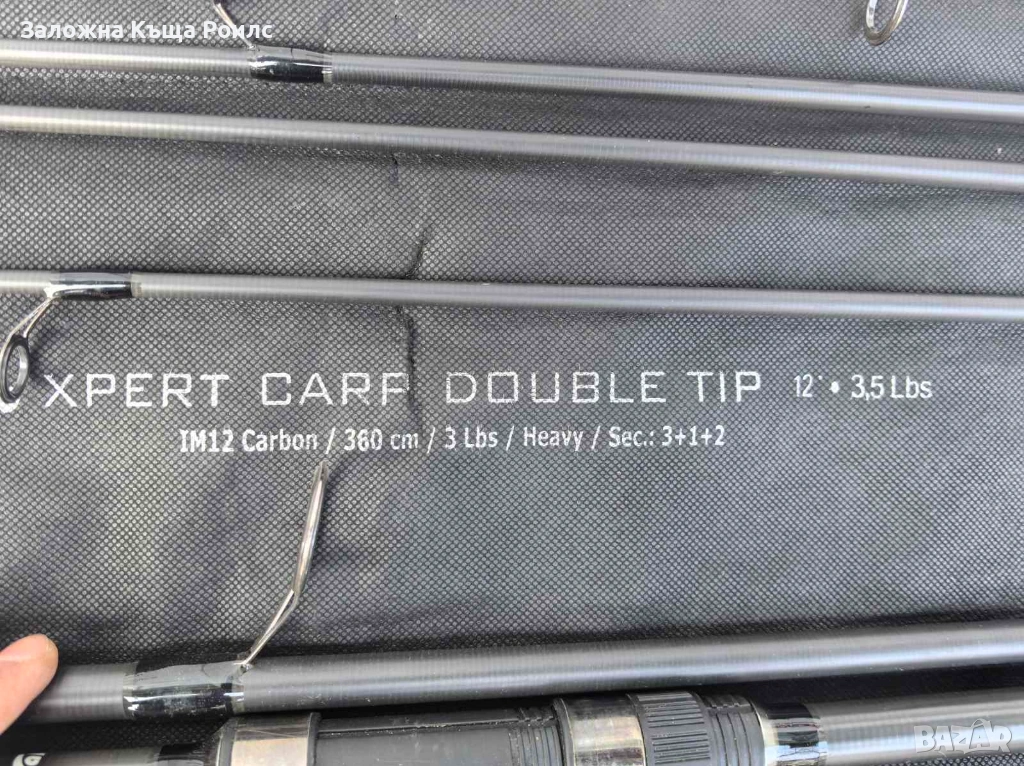 Заложна Къща Роилс
XPERT CARP DOUBLE TIP 12' • 3,5 Lbs
IM12 Carbon / 360 cm / 3 Lbs / Heavy / Sec.: 3+1+2
BAZAR